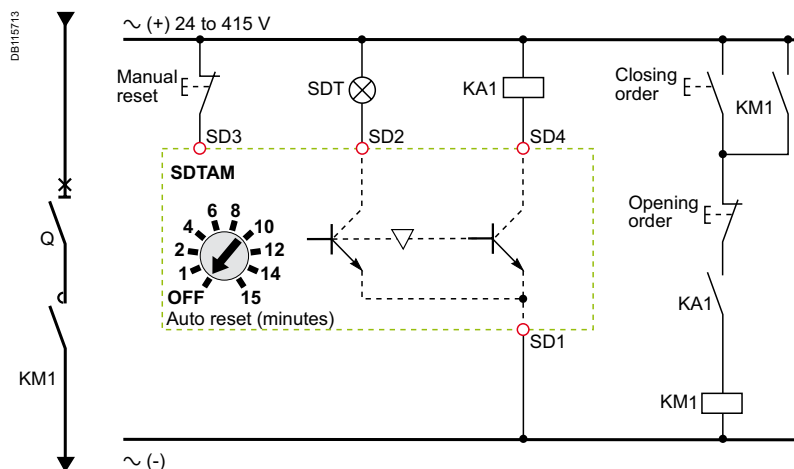 DB115713
∿ (+) 24 to 415 V
Manual
reset
SDT
KA1
Closing
order
KM1
SD3
SD2
SD4
SDTAM
Opening
order
Q
6 8
4 10
2 12
1 14
OFF 15
Auto reset (minutes)
KA1
SD1
KM1
KM1
∿ (-)